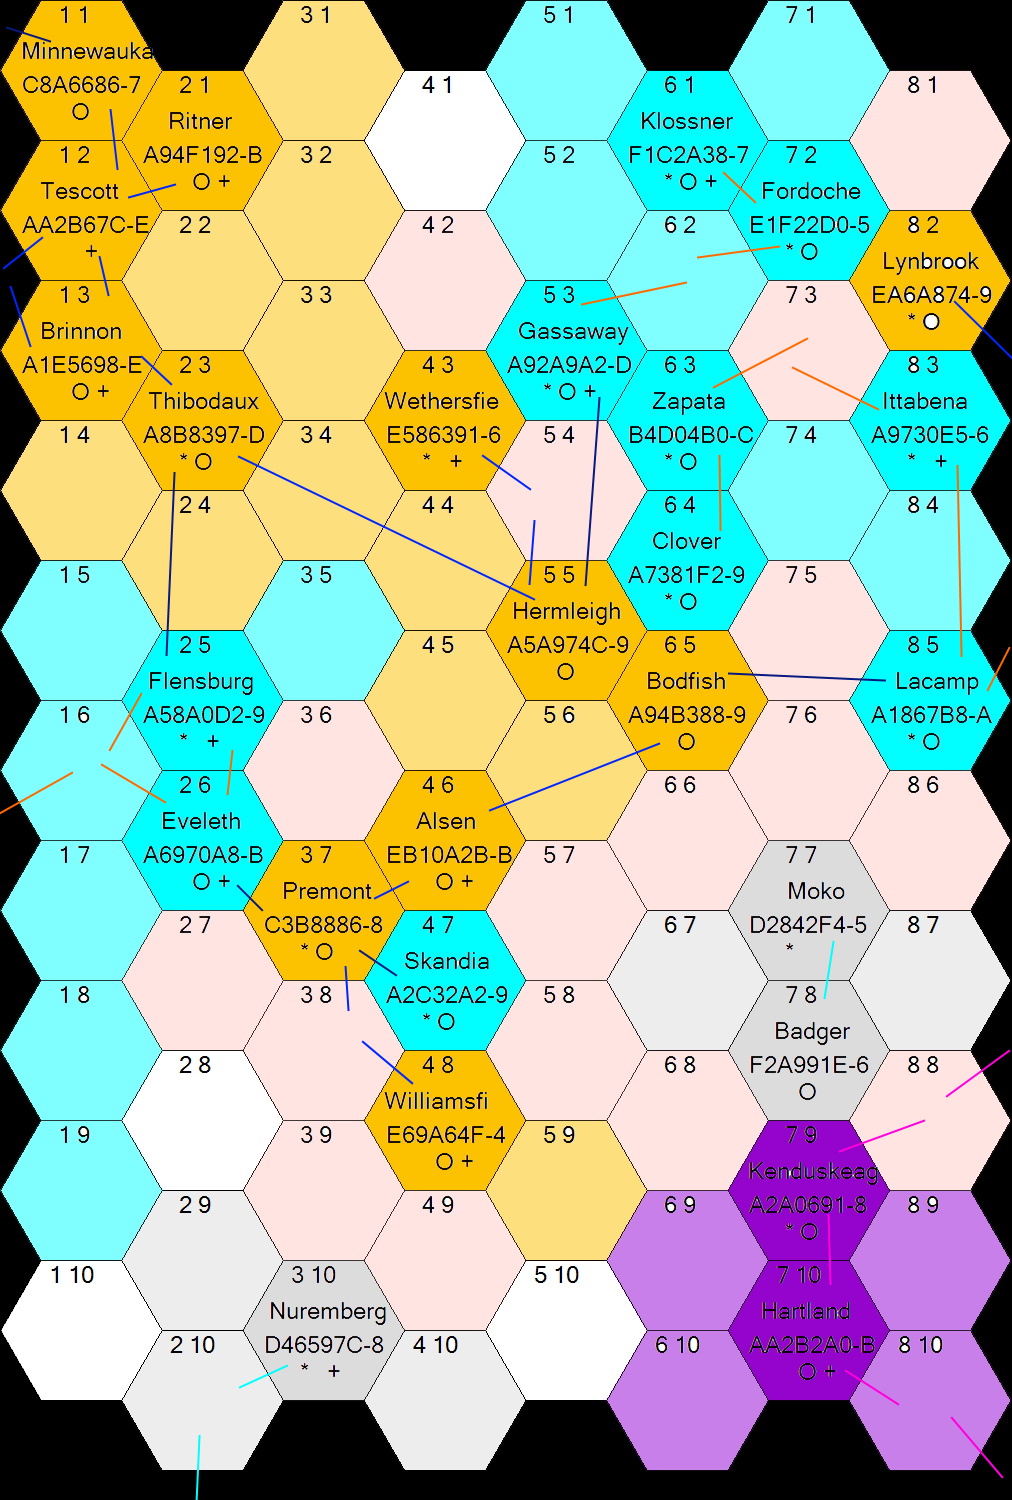 1 1
Minnewauka
C8A6686-7
O
1 2
Tescott
AA2B67C-E
+
1 3
Brinnon
A1E5698-E
O +
1 4
1 5
1 6
1 7
1 8
1 9
1 10
2 1
Ritner
A94F192-B
O +
2 2
2 3
Thibodaux
A8B8397-D
* O
2 4
2 5
Flensburg
A58A0D2-9
* +
2 6
Eveleth
A6970A8-B
O +
2 7
2 8
2 9
2 10
3 1
3 2
3 3
3 4
3 5
3 6
3 7
Premont
C3B8886-8
* O
3 8
3 9
3 10
Nuremberg
D46597C-8
* +
4 1
4 2
4 3
Wethersfie
E586391-6
* +
4 4
4 5
4 6
Alsen
EB10A2B-B
O +
4 7
Skandia
A2C32A2-9
* O
4 8
Williamsfi
E69A64F-4
O +
4 9
4 10
5 1
5 2
5 3
Gassaway
A92A9A2-D
* O +
5 4
5 5
Hermleigh
A5A974C-9
O
5 6
5 7
5 8
5 9
5 10
6 1
Klossner
F1C2A38-7
* O +
6 2
6 3
Zapata
B4D04B0-C
* O
6 4
Clover
A7381F2-9
* O
6 5
Bodfish
A94B388-9
O
6 6
6 7
6 8
6 9
6 10
7 1
7 2
Fordoche
E1F22D0-5
* O
7 3
7 4
7 5
7 6
7 7
Moko
D2842F4-5
*
7 8
Badger
F2A991E-6
O
7 9
Kenduskeag
A2A0691-8
* O
7 10
Hartland
AA2B2A0-B
O +
8 1
8 2
Lynbrook
EA6A874-9
* O
8 3
Ittabena
A9730E5-6
* +
8 4
8 5
Lacamp
A1867B8-A
* O
8 6
8 7
8 8
8 9
8 10